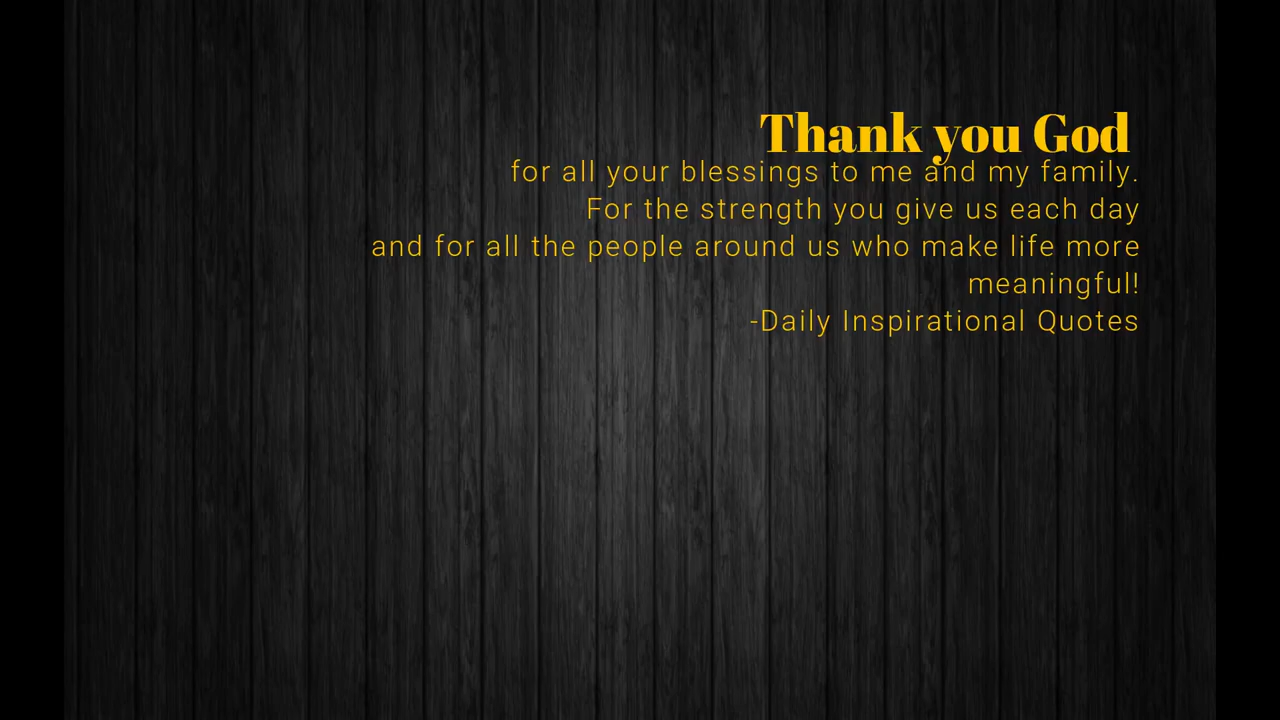 Thank you God
for all your blessings to me and my family.
For the strength you give us each day
and for all the people around us who make life more
meaningful!
-Daily Inspirational Quotes